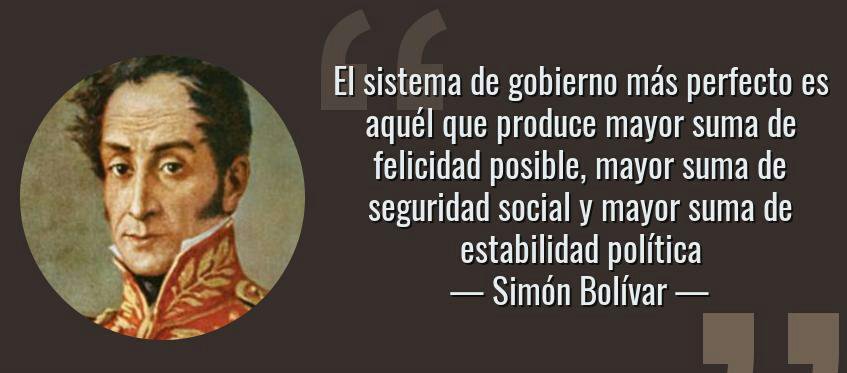 El sistema de gobierno más perfecto es
aquél que produce mayor suma de
felicidad posible, mayor suma de
seguridad social y mayor suma de
estabilidad política
— Simón Bolívar —